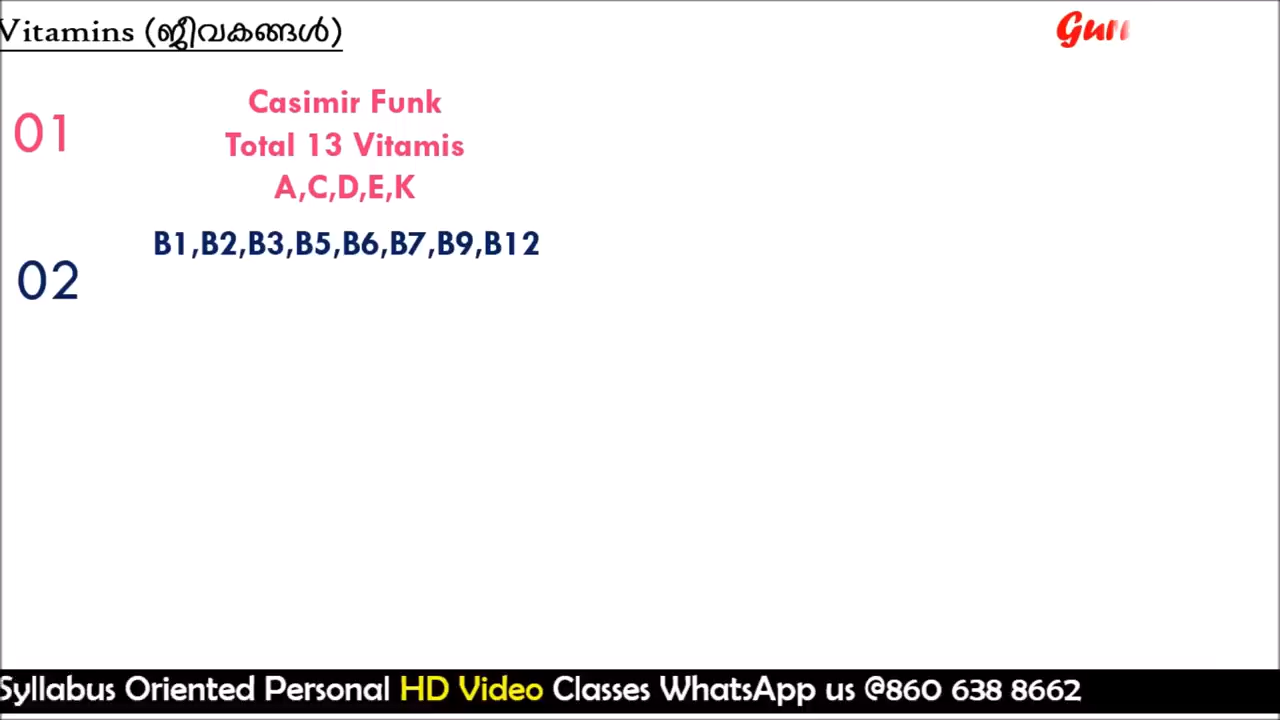 Vitamins (ജീവകങ്ങൾ)
01
Casimir Funk
Total 13 Vitamis
A,C,D,E,K
02
B1,B2,B3,B5,B6,B7,B9,B12
Syllabus Oriented Personal HD Video Classes WhatsApp us @860 638 8662